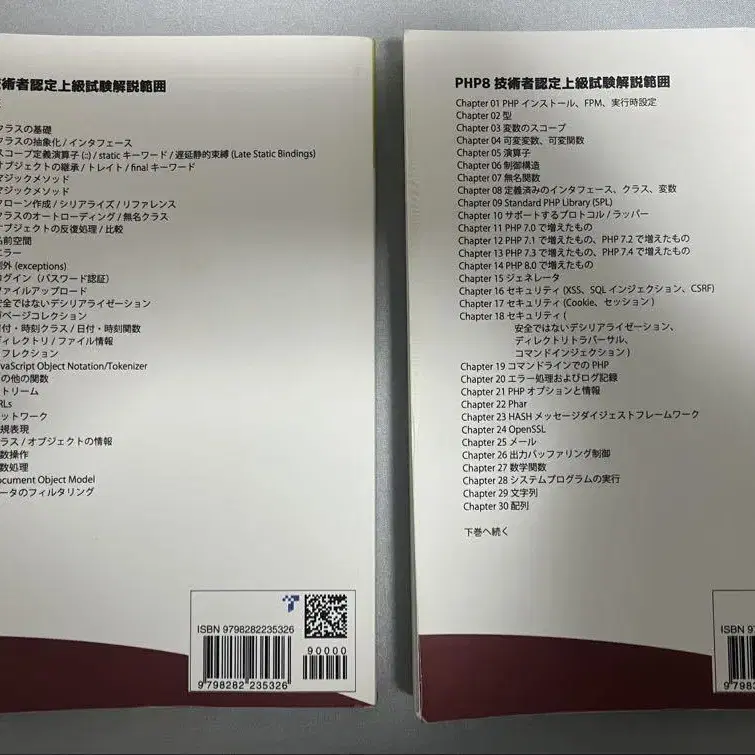 技術者認定上級試験解説範囲
クラスの基礎
クラスの抽象化 / インタフェース
スコープ定義演算子 (::) / static キーワード / 遅延静的束縛 (Late Static Bindings)
オブジェクトの継承 / トレイト / final キーワード
マジックメソッド
マジックメソッド
クローン作成 / シリアライズ / リファレンス
クラスのオートローディング / 無名クラス
オブジェクトの反復処理 / 比較
名前空間
エラー
例外 (exceptions)
ログイン（パスワード認証）
ファイルアップロード
安全ではないデシリアライゼーション
ガベージコレクション
日付・時刻クラス / 日付・時刻関数
ディレクトリ / ファイル情報
リフレクション
JavaScript Object Notation/Tokenizer
その他の関数
ストリーム
URLs
ネットワーク
正規表現
クラス / オブジェクトの情報
関数処理
Document Object Model
データのフィルタリング
ISBN 9798282235326
90000
9 798282 235326
PHP8 技術者認定上級試験解説範囲
Chapter 01 PHP インストール、FPM、実行時設定
Chapter 02 型
Chapter 03 変数のスコープ
Chapter 04 可変変数、可変関数
Chapter 05 演算子
Chapter 06 制御構造
Chapter 07 無名関数
Chapter 08 定義済みのインタフェース、クラス、変数
Chapter 09 Standard PHP Library (SPL)
Chapter 10 サポートするプロトコル / ラッパー
Chapter 11 PHP 7.0 で増えたもの
Chapter 12 PHP 7.1 で増えたもの、PHP 7.2 で増えたもの
Chapter 13 PHP 7.3 で増えたもの、PHP 7.4 で増えたもの
Chapter 14 PHP 8.0 で増えたもの
Chapter 15 ジェネレータ
Chapter 16 セキュリティ (XSS、SQL インジェクション、CSRF)
Chapter 17 セキュリティ (Cookie、セッション )
Chapter 18 セキュリティ (
安全ではないデシリアライゼーション、
ディレクトリトラバーサル、
コマンドインジェクション )
Chapter 19 コマンドラインでの PHP
Chapter 20 エラー処理およびログ記録
Chapter 21 PHP オプションと情報
Chapter 22 Phar
Chapter 23 HASH メッセージダイジェストフレームワーク
Chapter 24 OpenSSL
Chapter 25 メール
Chapter 26 出力バッファリング制御
Chapter 27 数学関数
Chapter 28 システムプログラムの実行
Chapter 29 文字列
Chapter 30 配列
下巻へ続く
ISBN 97
9 798